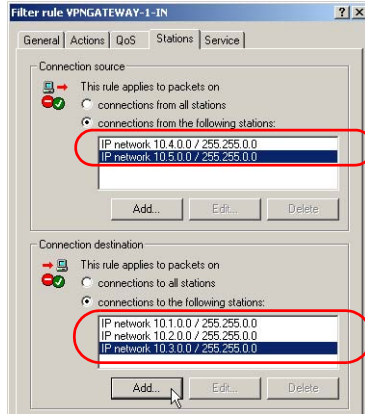 Filter rule VPNGATEWAY-1-IN
General Actions QoS Stations Service
Connection source
This rule applies to packets on
connections from all stations
connections from the following stations:
IP network 10.4.0.0 / 255.255.0.0
IP network 10.5.0.0 / 255.255.0.0
Add... Edit... Delete
Connection destination
This rule applies to packets on
connections to all stations
connections to the following stations:
IP network 10.1.0.0 / 255.255.0.0
IP network 10.2.0.0 / 255.255.0.0
IP network 10.3.0.0 / 255.255.0.0
Add... Edit... Delete